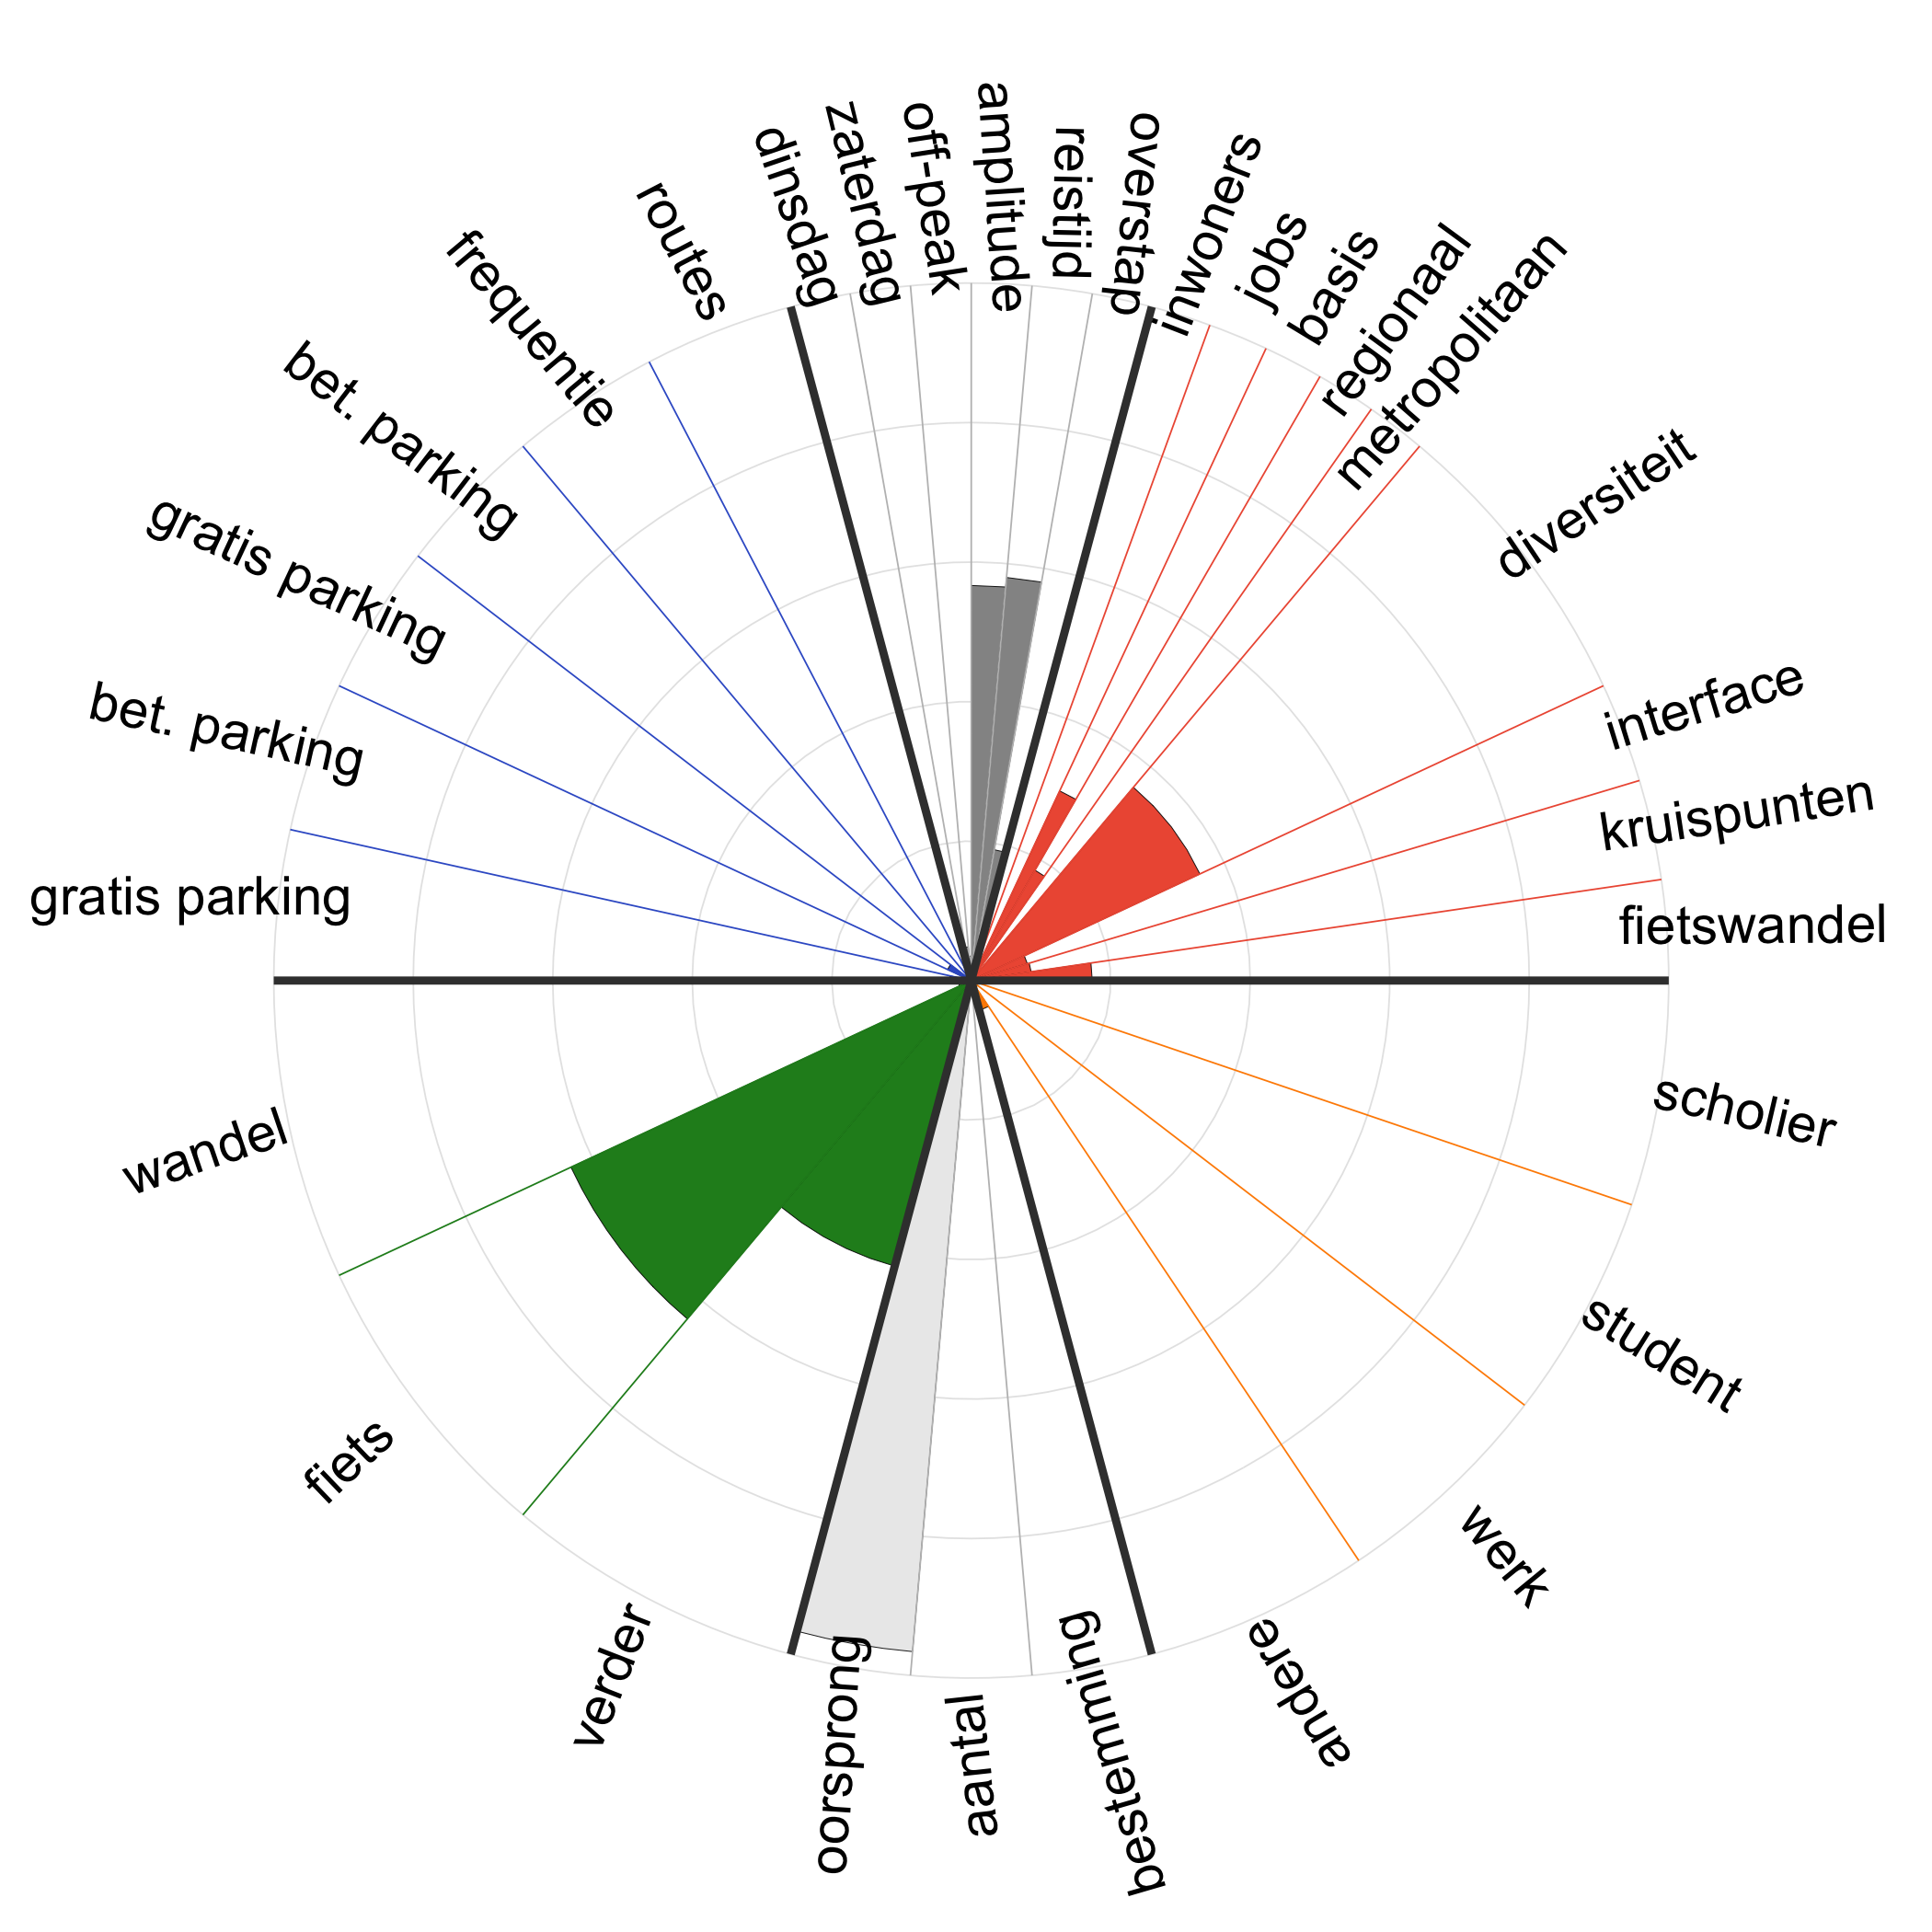 dinsdag
zaterdag
off-peak
amplitude
reistijd
overstap
inwoners
jobs
basis
regionaal
metropolitaan
diversiteit
interface
kruispunten
fietswandel
scholier
student
werk
andere
bestemming
aantal
oorsprong
verder
fiets
wandel
gratis parking
bet. parking
gratis parking
bet. parking
frequentie
routes